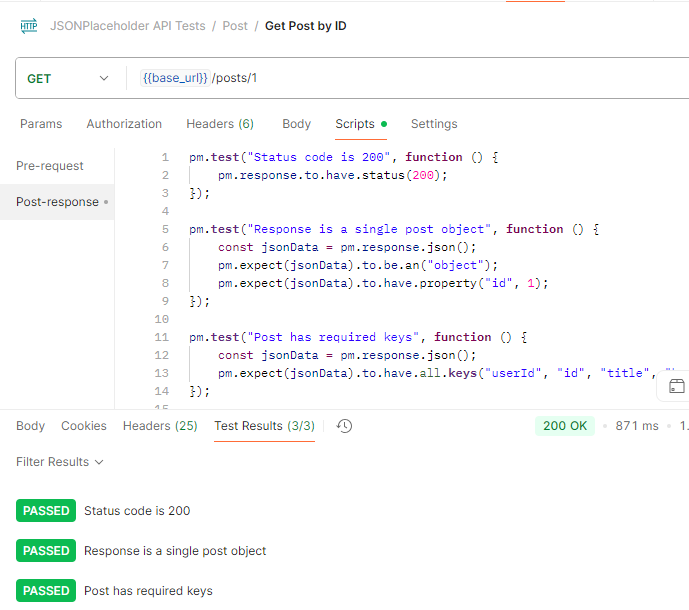 HTTP JSONPlaceholder API Tests / Post / Get Post by ID
GET {{base_url}} /posts/1
Params Authorization Headers (6) Body Scripts Settings
Pre-request
Post-response
1 pm.test("Status code is 200", function () {
2 pm.response.to.have.status(200);
3 });
4
5 pm.test("Response is a single post object", function () {
6 const jsonData = pm.response.json();
7 pm.expect(jsonData).to.be.an("object");
8 pm.expect(jsonData).to.have.property("id", 1);
9 });
10
11 pm.test("Post has required keys", function () {
12 const jsonData = pm.response.json();
13 pm.expect(jsonData).to.have.all.keys("userId", "id", "title",
14 });
15
Body Cookies Headers (25) Test Results (3/3) 200 OK 871 ms 1.
Filter Results
PASSED Status code is 200
PASSED Response is a single post object
PASSED Post has required keys